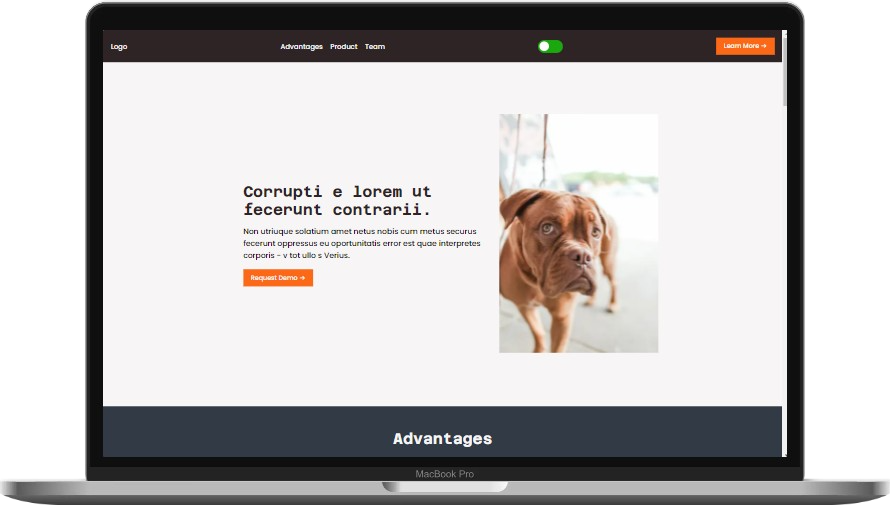 Logo
Advantages Product Team
Learn More →
Corrupti e lorem ut
fecerunt contrarii.
Non utriuque solatium amet netus nobis cum metus securus
fecerunt oppressus eu oportunitatis error est quae interpretes
corporis - v tot ullo s Verius.
Request Demo →
Advantages
MacBook Pro